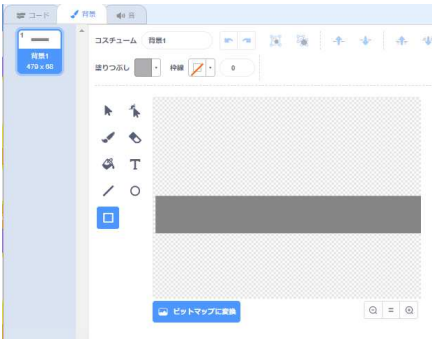 コード
背景
音
1
背景1
479 x 68
コスチューム 背景1
塗りつぶし 枠線 0
T
ビットマップに変換